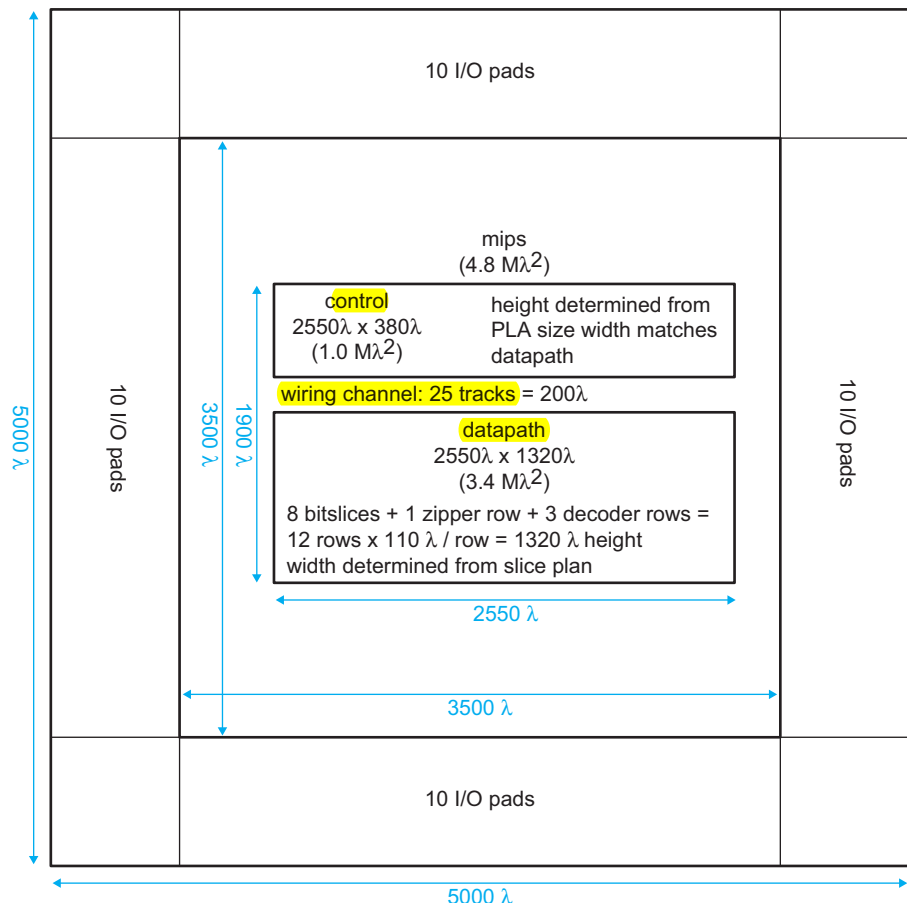 10 I/O pads
mips
(4.8 Mλ²)
control
2550λ x 380λ
(1.0 Mλ²)
height determined from
PLA size width matches
datapath
wiring channel: 25 tracks = 200λ
datapath
2550λ x 1320λ
(3.4 Mλ²)
8 bitslices + 1 zipper row + 3 decoder rows =
12 rows x 110 λ / row = 1320 λ height
width determined from slice plan
2550 λ
1900 λ
3500 λ
3500 λ
10 I/O pads
10 I/O pads
5000 λ
10 I/O pads
5000 λ